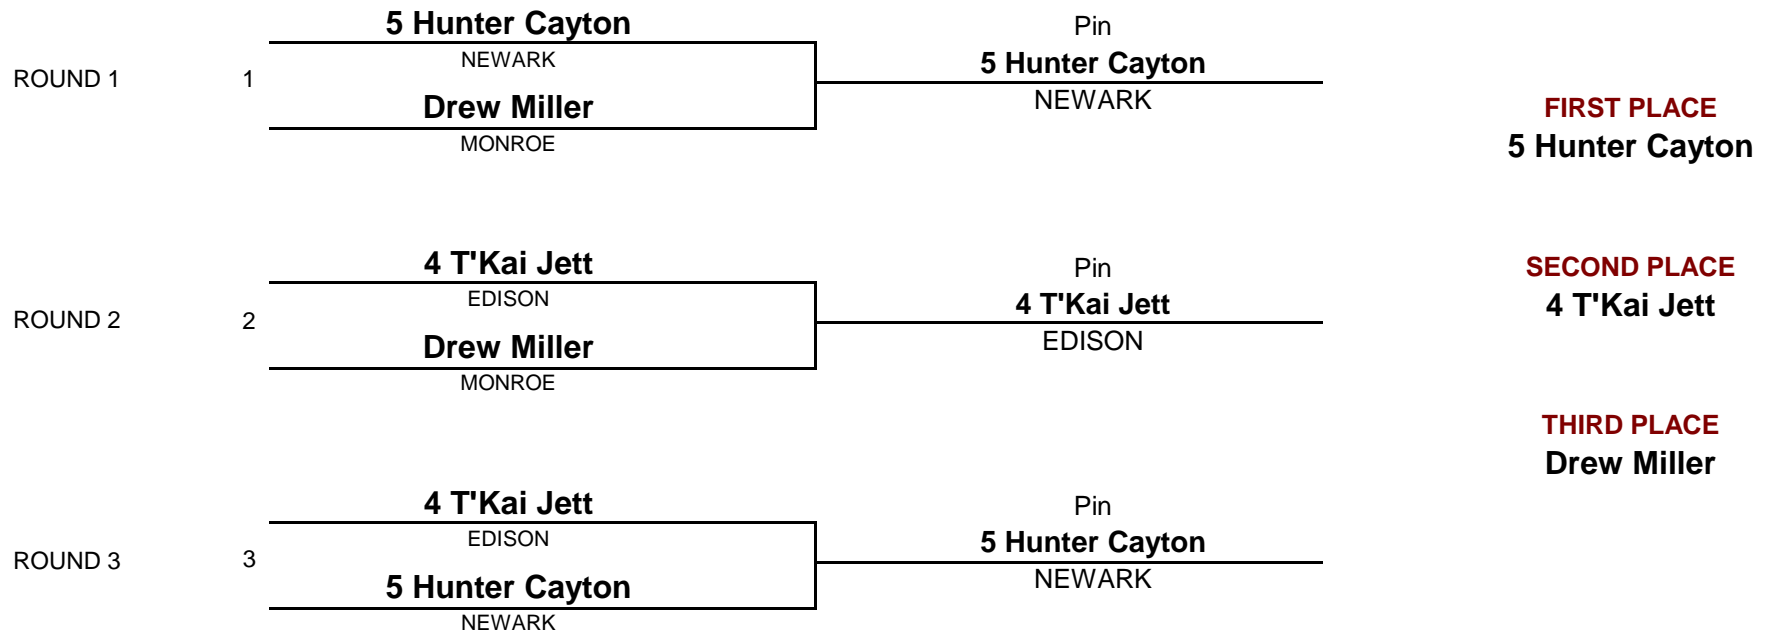 ROUND 1
1
5 Hunter Cayton
NEWARK
Drew Miller
MONROE
Pin
5 Hunter Cayton
NEWARK
ROUND 2
2
4 T'Kai Jett
EDISON
Drew Miller
MONROE
Pin
4 T'Kai Jett
EDISON
ROUND 3
3
4 T'Kai Jett
EDISON
5 Hunter Cayton
NEWARK
Pin
5 Hunter Cayton
NEWARK
FIRST PLACE
5 Hunter Cayton
SECOND PLACE
4 T'Kai Jett
THIRD PLACE
Drew Miller